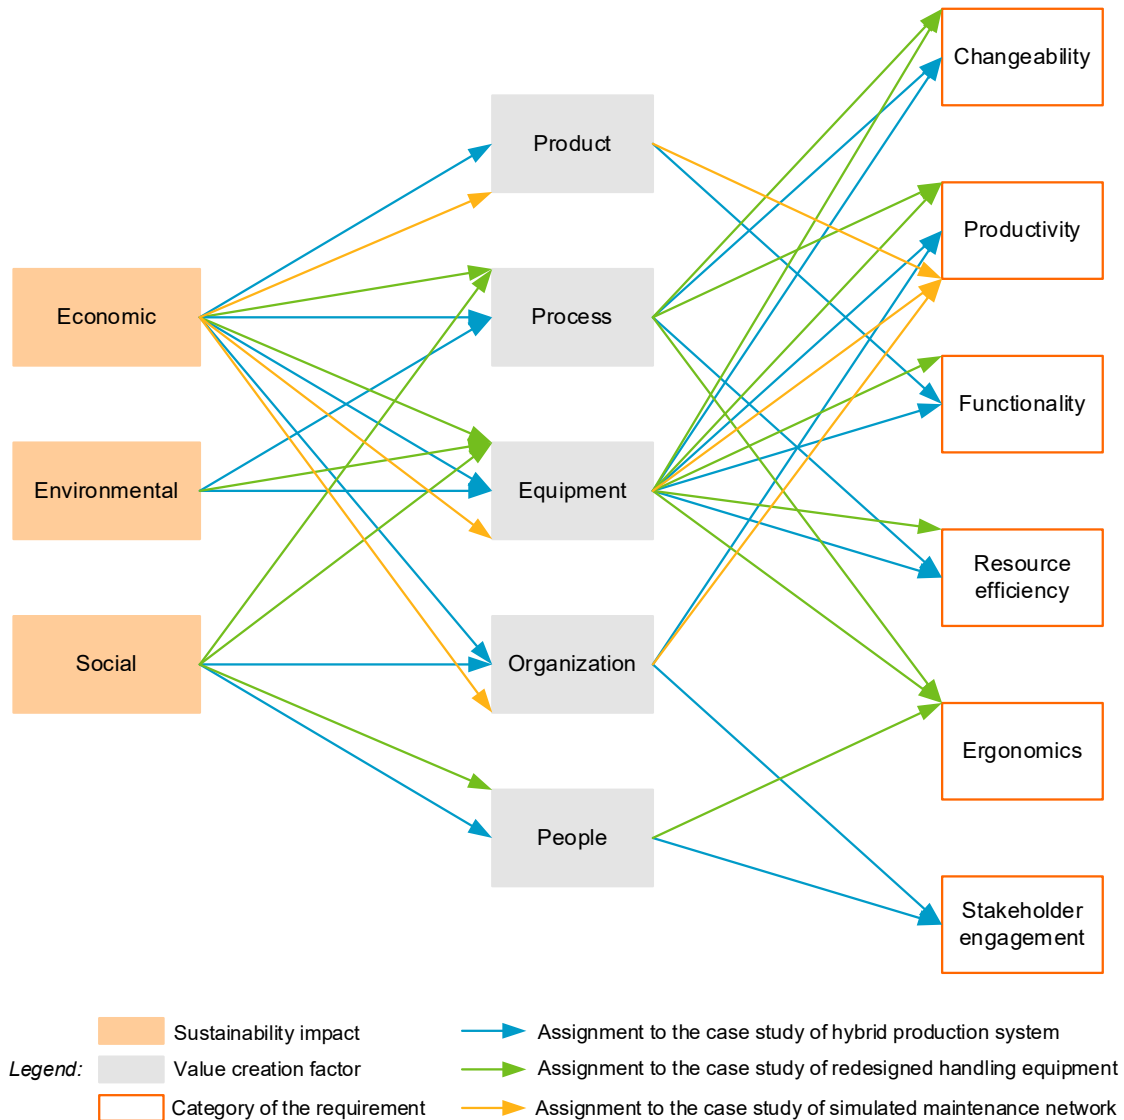 Changeability
Product
Productivity
Economic
Process
Functionality
Environmental
Equipment
Resource
efficiency
Social
Organization
Ergonomics
People
Stakeholder
engagement
Legend:
Sustainability impact
Value creation factor
Category of the requirement
Assignment to the case study of hybrid production system
Assignment to the case study of redesigned handling equipment
Assignment to the case study of simulated maintenance network